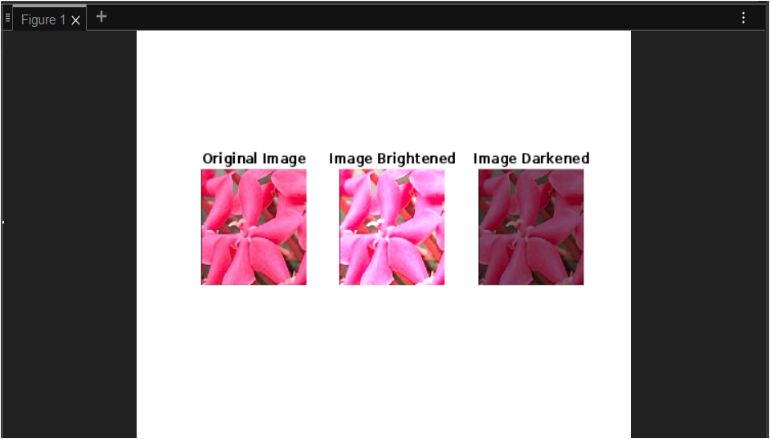 Figure 1
Original Image
Image Brightened
Image Darkened